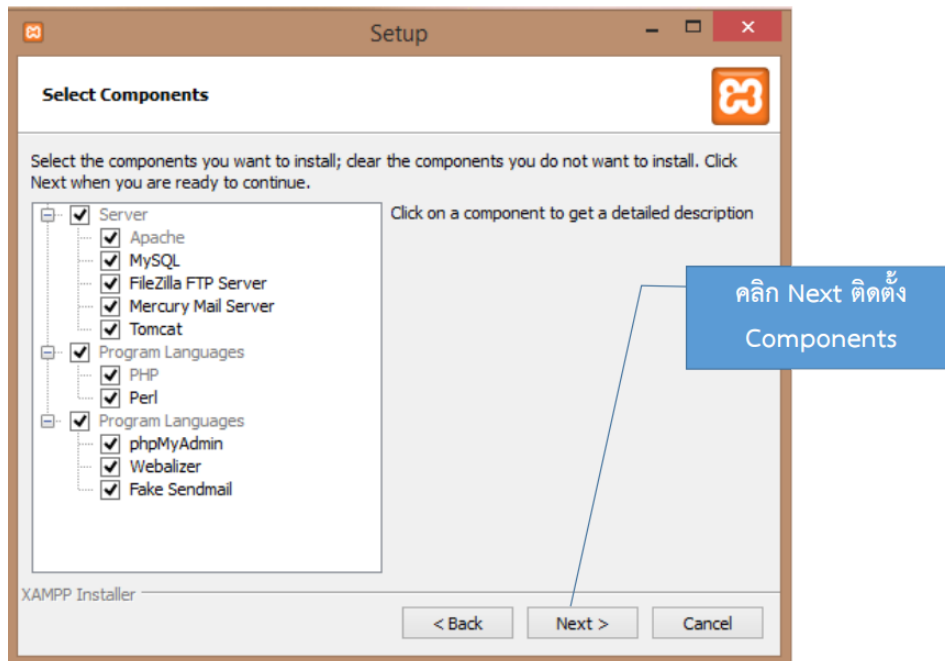 Setup
Select Components
Select the components you want to install; clear the components you do not want to install. Click
Next when you are ready to continue.
Server
Apache
MySQL
FileZilla FTP Server
Mercury Mail Server
Tomcat
Program Languages
PHP
Perl
Program Languages
phpMyAdmin
Webalizer
Fake Sendmail
Click on a component to get a detailed description
คลิก Next ติดตั้ง
Components
XAMPP Installer
< Back
Next >
Cancel